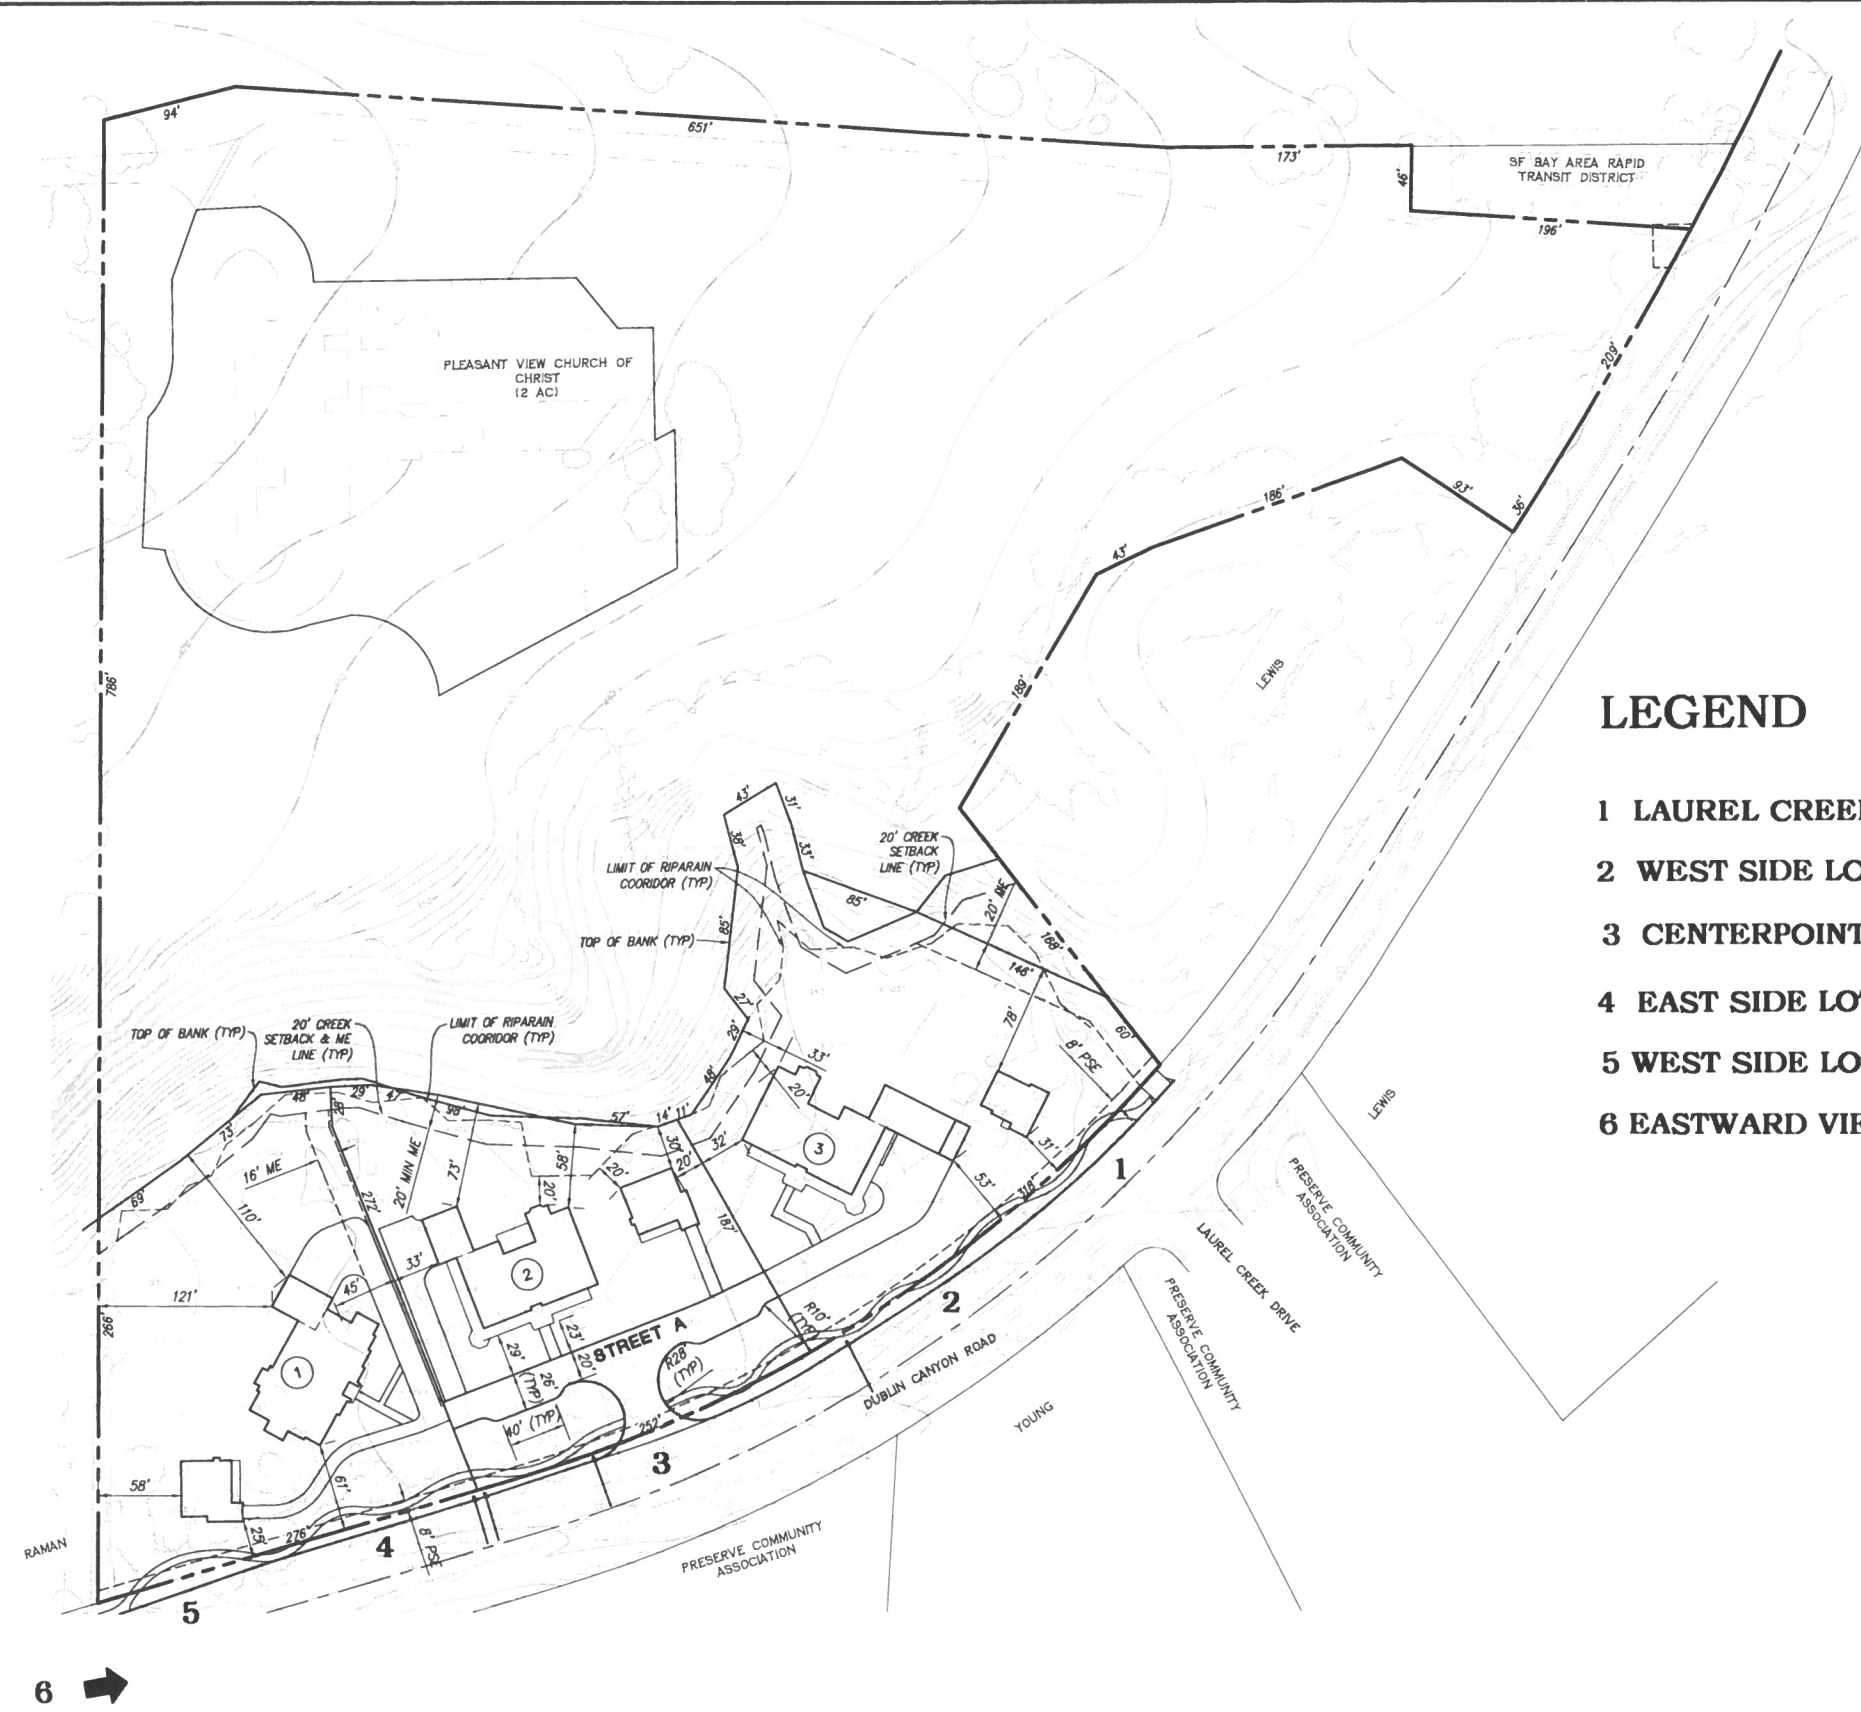 94'
651'
173'
46'
SF BAY AREA RAPID
TRANSIT DISTRICT
196'
209'
PLEASANT VIEW CHURCH OF
CHRIST
(2 AC)
186'
93'
36'
43'
786'
189'
LEWIS
LEGEND
1 LAUREL CREE
2 WEST SIDE LO
3 CENTERPOINT
4 EAST SIDE LO
5 WEST SIDE LO
6 EASTWARD VIE
43'
31'
38'
33'
LIMIT OF RIPARAIN
COORIDOR (TYP)
20' CREEK
SETBACK
LINE (TYP)
85'
20' ME
85'
TOP OF BANK (TYP)
168'
146'
27'
29'
78'
60'
8' PSE
TOP OF BANK (TYP)
20' CREEK
SETBACK & ME
LINE (TYP)
LIMIT OF RIPARAIN
COORIDOR (TYP)
33'
20'
48'
48'
29'
28'
47'
98'
57'
14'
11'
73'
30'
32'
20'
3
31'
LEWIS
16' ME
20' MIN ME
73'
58'
20'
20'
69'
110'
272'
187'
53'
318'
1
33'
2
45'
121'
266'
PRESERVE COMMUNITY
ASSOCIATION
LAUREL CREEK DRIVE
PRESERVE COMMUNITY
ASSOCIATION
2
R10'
(TYP)
STREET A
23'
20'
29'
(TYP)
26'
R28'
(TYP)
DUBLIN CANYON ROAD
YOUNG
1
40' (TYP)
252'
3
58'
61'
25'
276'
4
8' PSE
RAMAN
PRESERVE COMMUNITY
ASSOCIATION
5
6